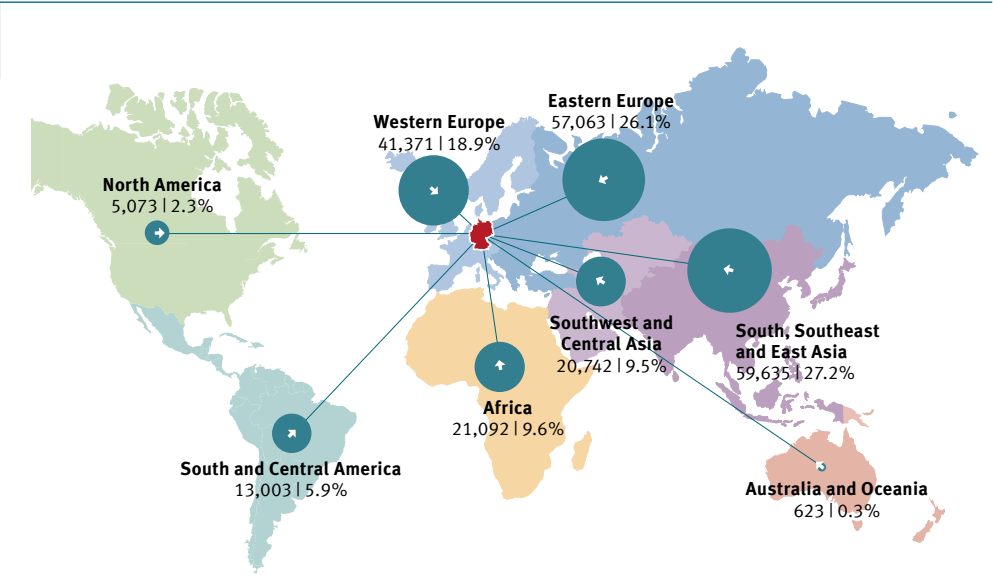 Eastern Europe
57,063 | 26.1%
Western Europe
41,371 | 18.9%
North America
5,073 | 2.3%
Southwest and
Central Asia
20,742 | 9.5%
South, Southeast
and East Asia
59,635 | 27.2%
Africa
21,092 | 9.6%
South and Central America
13,003 | 5.9%
Australia and Oceania
623 | 0.3%